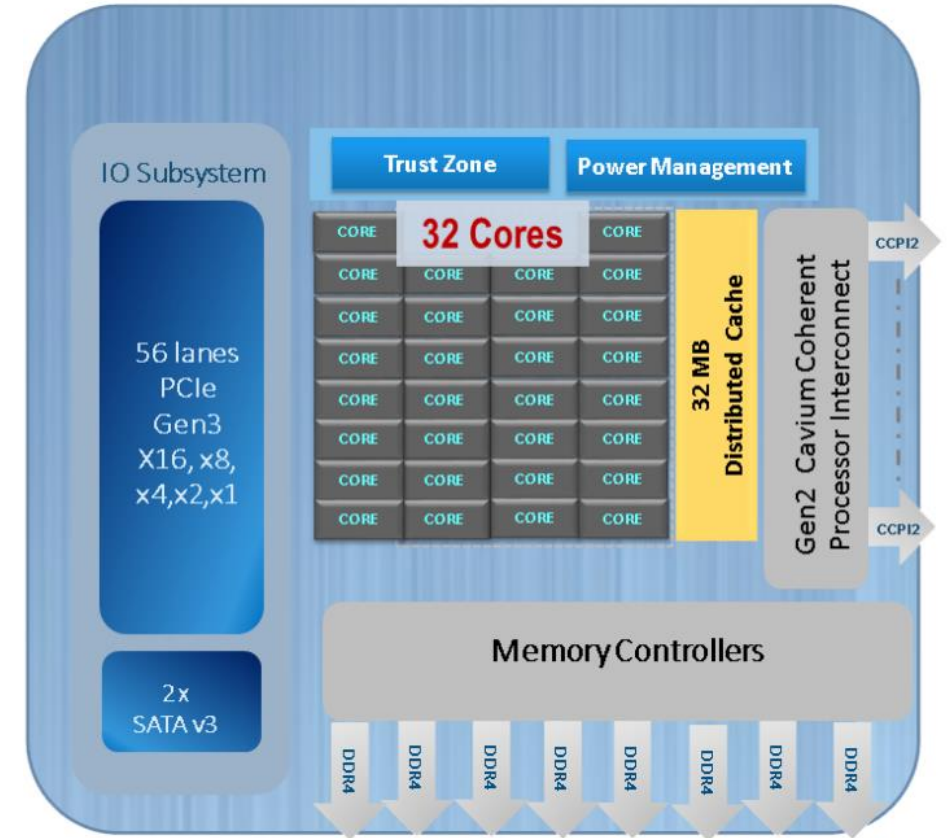 IO Subsystem
56 lanes
PCIe
Gen3
X16, x8,
x4,x2,x1
2x
SATA v3
Trust Zone
Power Management
CORE 32 Cores CORE
CORE CORE CORE CORE
CORE CORE CORE CORE
CORE CORE CORE CORE
CORE CORE CORE CORE
CORE CORE CORE CORE
CORE CORE CORE CORE
CORE CORE CORE CORE
32 MB
Distributed Cache
Gen2 Cavium Coherent
Processor Interconnect
CCPI2
CCPI2
Memory Controllers
DDR4 DDR4 DDR4 DDR4 DDR4 DDR4 DDR4 DDR4